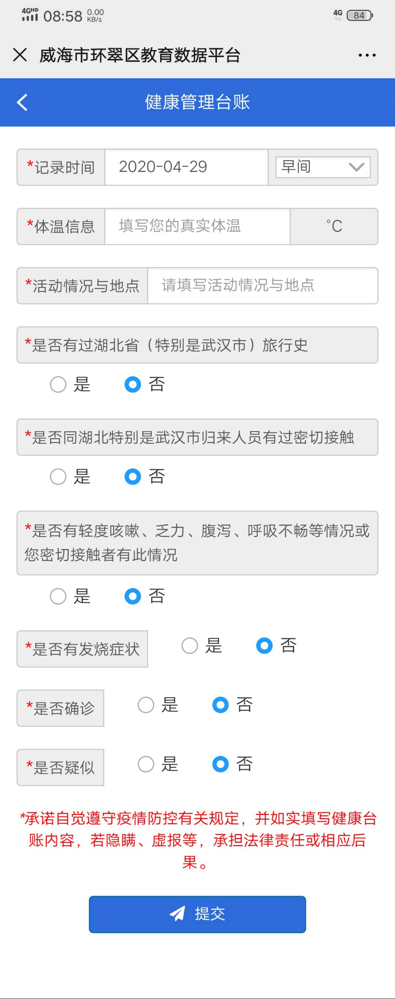 4GHD 08:58 0.00 KB/s 4G 84
威海市环翠区教育数据平台
健康管理台账
*记录时间 2020-04-29 早间
*体温信息 填写您的真实体温 °C
*活动情况与地点 请填写活动情况与地点
*是否有过湖北省（特别是武汉市）旅行史
是 否
*是否同湖北特别是武汉市归来人员有过密切接触
是 否
*是否有轻度咳嗽、乏力、腹泻、呼吸不畅等情况或
您密切接触者有此情况
是 否
*是否有发烧症状 是 否
*是否确诊 是 否
*是否疑似 是 否
*承诺自觉遵守疫情防控有关规定，并如实填写健康台
账内容，若隐瞒、虚报等，承担法律责任或相应后
果。
提交